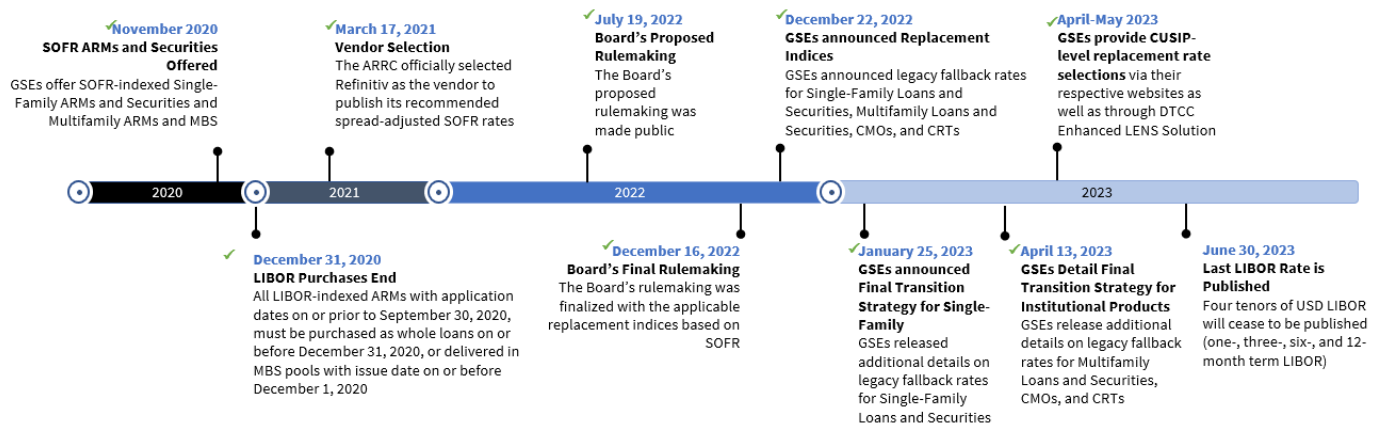 November 2020
SOFR ARMs and Securities
Offered
GSEs offer SOFR-indexed Single-
Family ARMs and Securities and
Multifamily ARMs and MBS
March 17, 2021
Vendor Selection
The ARRC officially selected
Refinitiv as the vendor to
publish its recommended
spread-adjusted SOFR rates
July 19, 2022
Board's Proposed
Rulemaking
The Board's
proposed
rulemaking was
made public
December 22, 2022
GSEs announced Replacement
Indices
GSEs announced legacy fallback rates
for Single-Family Loans and
Securities, Multifamily Loans and
Securities, CMOs, and CRTs
April-May 2023
GSEs provide CUSIP-
level replacement rate
selections via their
respective websites as
well as through DTCC
Enhanced LENS Solution
2020
2021
2022
2023
December 31, 2020
LIBOR Purchases End
All LIBOR-indexed ARMs with application
dates on or prior to September 30, 2020,
must be purchased as whole loans on or
before December 31, 2020, or delivered in
MBS pools with issue date on or before
December 1, 2020
December 16, 2022
Board's Final Rulemaking
The Board's rulemaking was
finalized with the applicable
replacement indices based on
SOFR
January 25, 2023
GSEs announced
Final Transition
Strategy for Single-
Family
GSEs released
additional details on
legacy fallback rates
for Single-Family
Loans and Securities
April 13, 2023
GSEs Detail Final
Transition Strategy for
Institutional Products
GSEs release additional
details on legacy fallback
rates for Multifamily
Loans and Securities,
CMOs, and CRTs
June 30, 2023
Last LIBOR Rate is
Published
Four tenors of USD LIBOR
will cease to be published
(one-, three-, six-, and 12-
month term LIBOR)